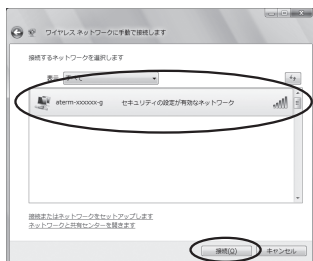 ワイヤレス ネットワークに手動で接続します
接続するネットワークを選択します
表示 すべて
aterm-xxxxxx-g セキュリティの設定が有効なネットワーク
接続またはネットワークをセットアップします
ネットワークと共有センターを開きます
接続(O) キャンセル